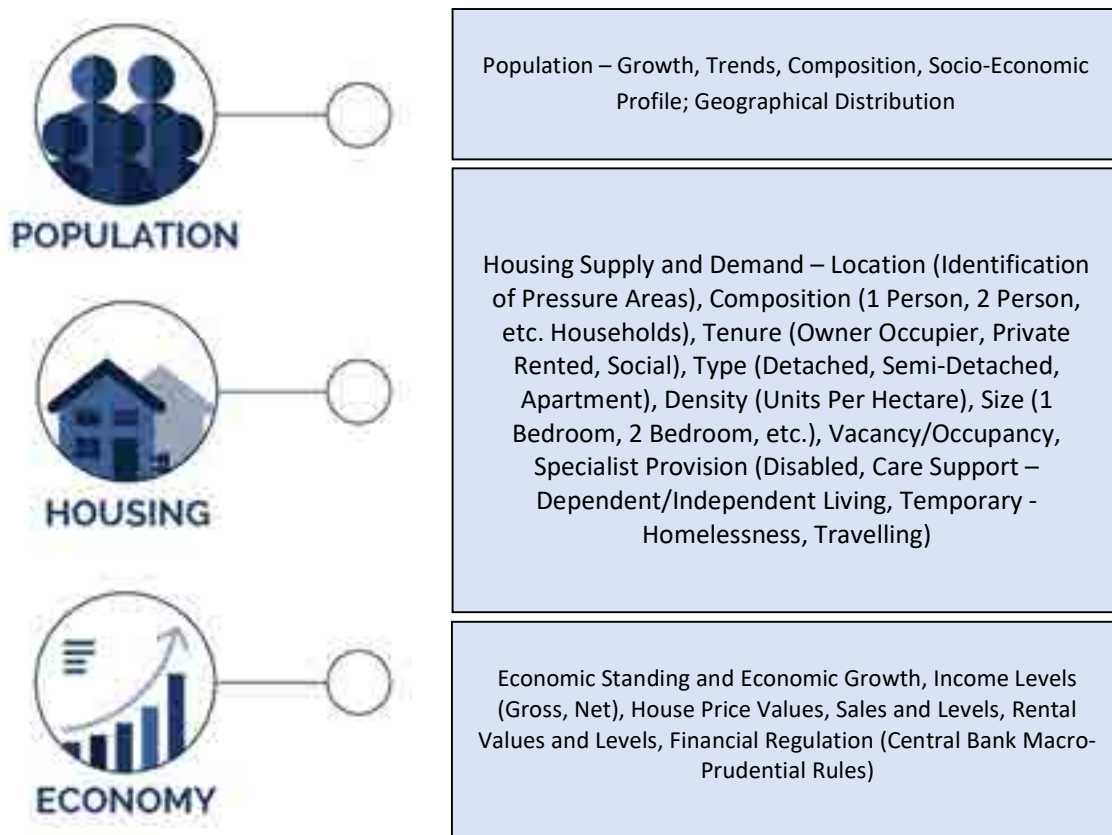 POPULATION
Population – Growth, Trends, Composition, Socio-Economic
Profile; Geographical Distribution
HOUSING
Housing Supply and Demand – Location (Identification
of Pressure Areas), Composition (1 Person, 2 Person,
etc. Households), Tenure (Owner Occupier, Private
Rented, Social), Type (Detached, Semi-Detached,
Apartment), Density (Units Per Hectare), Size (1
Bedroom, 2 Bedroom, etc.), Vacancy/Occupancy,
Specialist Provision (Disabled, Care Support –
Dependent/Independent Living, Temporary -
Homelessness, Travelling)
ECONOMY
Economic Standing and Economic Growth, Income Levels
(Gross, Net), House Price Values, Sales and Levels, Rental
Values and Levels, Financial Regulation (Central Bank Macro-
Prudential Rules)